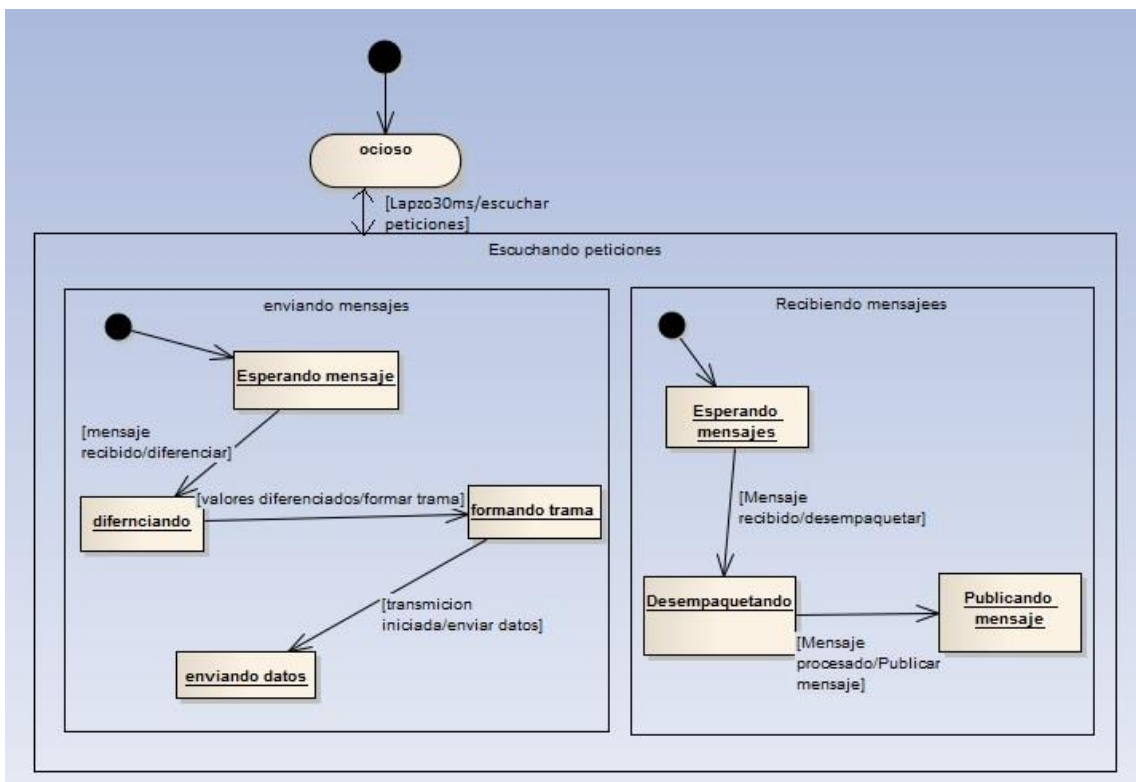 ocioso
[Lapzo30ms/escuchar
peticiones]
Escuchando peticiones
enviando mensajes
Esperando mensaje
[mensaje
recibido/diferenciar]
difernciando
[valores diferenciados/formar trama]
formando trama
[transmicion
iniciada/enviar datos]
enviando datos
Recibiendo mensajees
Esperando
mensajes
[Mensaje
recibido/desempaquetar]
Desempaquetando
[Mensaje
procesado/Publicar
mensaje]
Publicando
mensaje